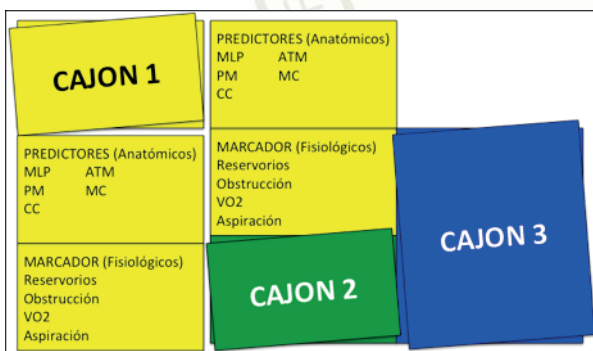 CAJON 1
PREDICTORES (Anatómicos)
MLP ATM
PM MC
CC
MARCADOR (Fisiológicos)
Reservorios
Obstrucción
VO2
Aspiración
PREDICTORES (Anatómicos)
MLP ATM
PM MC
CC
MARCADOR (Fisiológicos)
Reservorios
Obstrucción
VO2
Aspiración
CAJON 2
CAJON 3